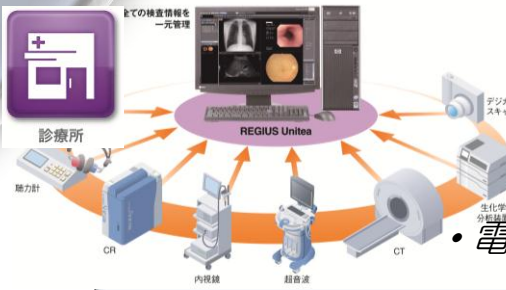 全ての検査情報を
一元管理
診療所
REGIUS Unitea
デジカ
スキャ
聴力計
CR
内視鏡
超音波
CT
生化学
分析装置
・電